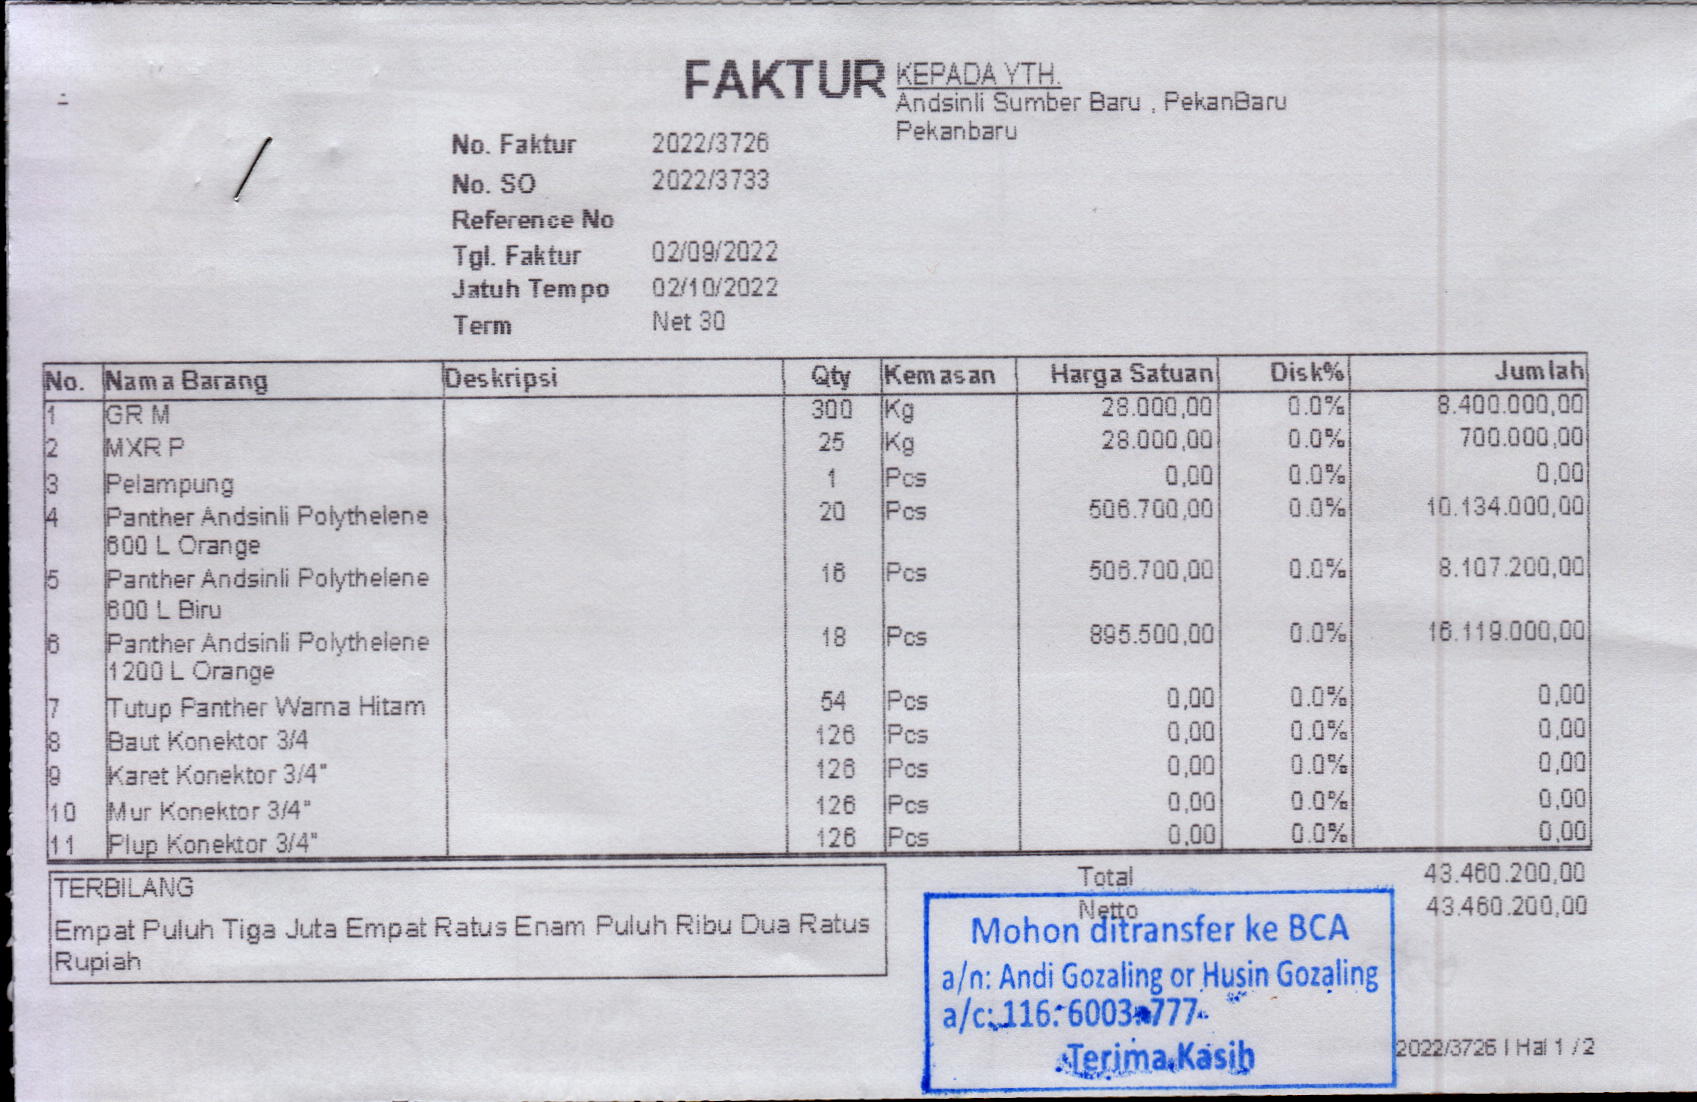 FAKTUR
KEPADA YTH.
Andsinli Sumber Baru , PekanBaru
Pekanbaru
No. Faktur 2022/3726
No. SO 2022/3733
Reference No
Tgl. Faktur 02/09/2022
Jatuh Tempo 02/10/2022
Term Net 30
No. Nama Barang Deskripsi Qty Kemasan Harga Satuan Disk% Jumlah
1 GR M 300 Kg 28.000,00 0.0% 8.400.000,00
2 MXR P 25 Kg 28.000,00 0.0% 700.000,00
3 Pelampung 1 Pcs 0,00 0.0% 0,00
4 Panther Andsinli Polythelene 20 Pcs 506.700,00 0.0% 10.134.000,00
600 L Orange
5 Panther Andsinli Polythelene 16 Pcs 506.700,00 0.0% 8.107.200,00
600 L Biru
6 Panther Andsinli Polythelene 18 Pcs 895.500,00 0.0% 16.119.000,00
1200 L Orange
7 Tutup Panther Warna Hitam 54 Pcs 0,00 0.0% 0,00
8 Baut Konektor 3/4 126 Pcs 0,00 0.0% 0,00
9 Karet Konektor 3/4" 126 Pcs 0,00 0.0% 0,00
10 Mur Konektor 3/4" 126 Pcs 0,00 0.0% 0,00
11 Plup Konektor 3/4" 126 Pcs 0,00 0.0% 0,00
TERBILANG
Empat Puluh Tiga Juta Empat Ratus Enam Puluh Ribu Dua Ratus
Rupiah
Total 43.460.200,00
Netto 43.460.200,00
Mohon ditransfer ke BCA
a/n: Andi Gozaling or Husin Gozaling
a/c: 116. 6003. 777
Terima Kasih
2022/3726 | Hal 1 / 2